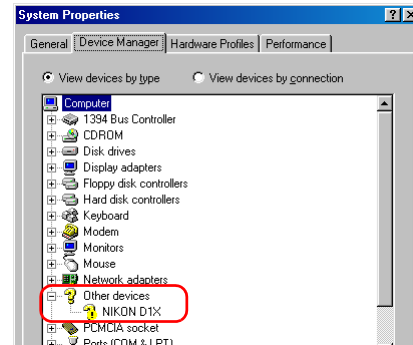 System Properties
General Device Manager Hardware Profiles Performance
View devices by type View devices by connection
Computer
1394 Bus Controller
CDROM
Disk drives
Display adapters
Floppy disk controllers
Hard disk controllers
Keyboard
Modem
Monitors
Mouse
Network adapters
Other devices
NIKON D1X
PCMCIA socket
Ports (COM & LPT)